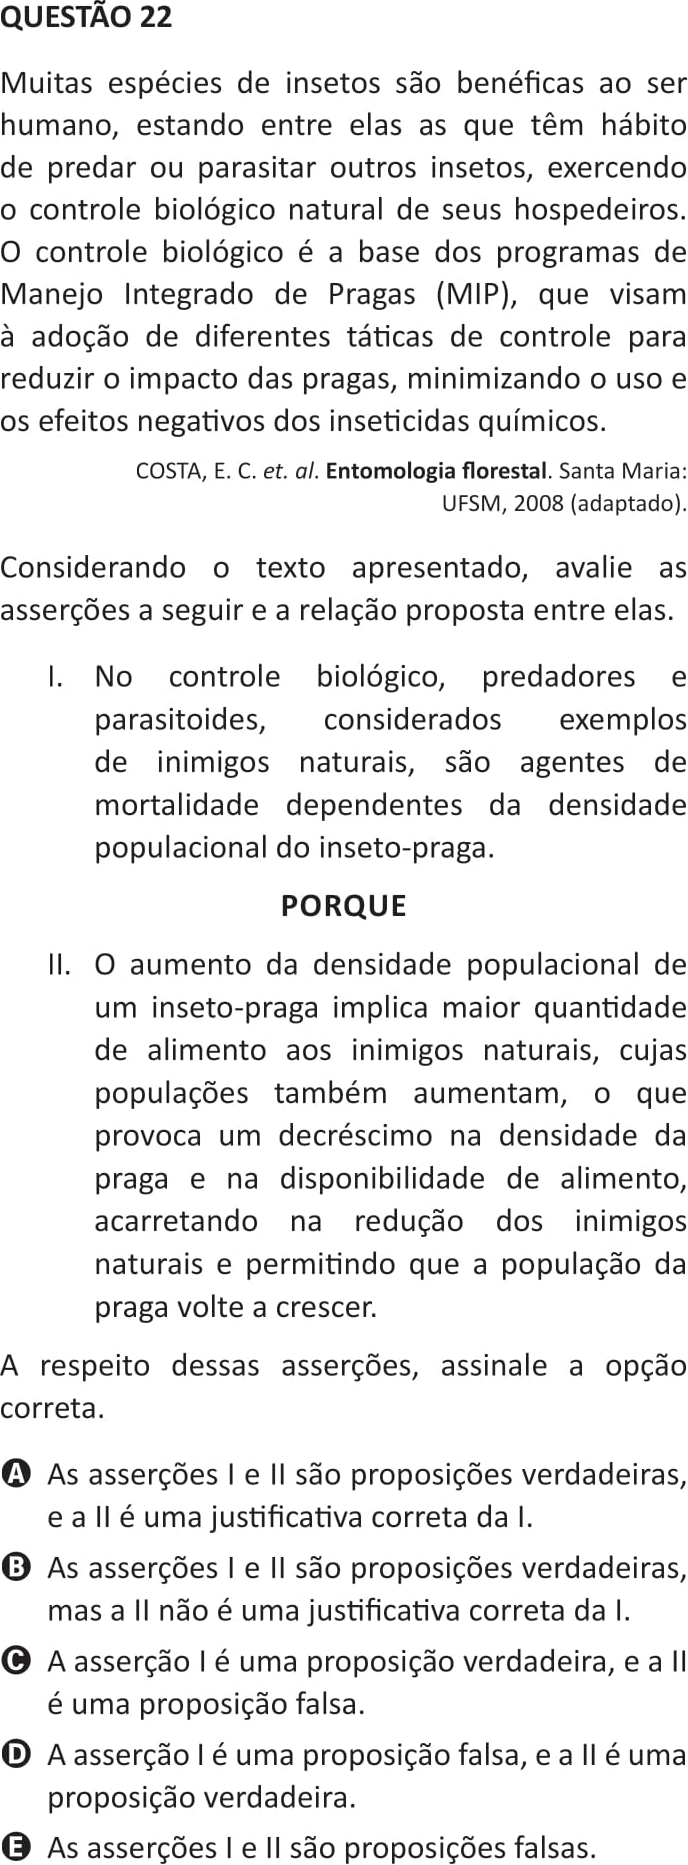 QUESTÃO 22
Muitas espécies de insetos são benéficas ao ser
humano, estando entre elas as que têm hábito
de predar ou parasitar outros insetos, exercendo
o controle biológico natural de seus hospedeiros.
O controle biológico é a base dos programas de
Manejo Integrado de Pragas (MIP), que visam
à adoção de diferentes táticas de controle para
reduzir o impacto das pragas, minimizando o uso e
os efeitos negativos dos inseticidas químicos.
COSTA, E. C. et. al. Entomologia florestal. Santa Maria:
UFSM, 2008 (adaptado).
Considerando o texto apresentado, avalie as
asserções a seguir e a relação proposta entre elas.
I. No controle biológico, predadores e
parasitoides, considerados exemplos
de inimigos naturais, são agentes de
mortalidade dependentes da densidade
populacional do inseto-praga.
PORQUE
II. O aumento da densidade populacional de
um inseto-praga implica maior quantidade
de alimento aos inimigos naturais, cujas
populações também aumentam, o que
provoca um decréscimo na densidade da
praga e na disponibilidade de alimento,
acarretando na redução dos inimigos
naturais e permitindo que a população da
praga volte a crescer.
A respeito dessas asserções, assinale a opção
correta.
A As asserções I e II são proposições verdadeiras,
e a II é uma justificativa correta da I.
B As asserções I e II são proposições verdadeiras,
mas a II não é uma justificativa correta da I.
C A asserção I é uma proposição verdadeira, e a II
é uma proposição falsa.
D A asserção I é uma proposição falsa, e a II é uma
proposição verdadeira.
E As asserções I e II são proposições falsas.